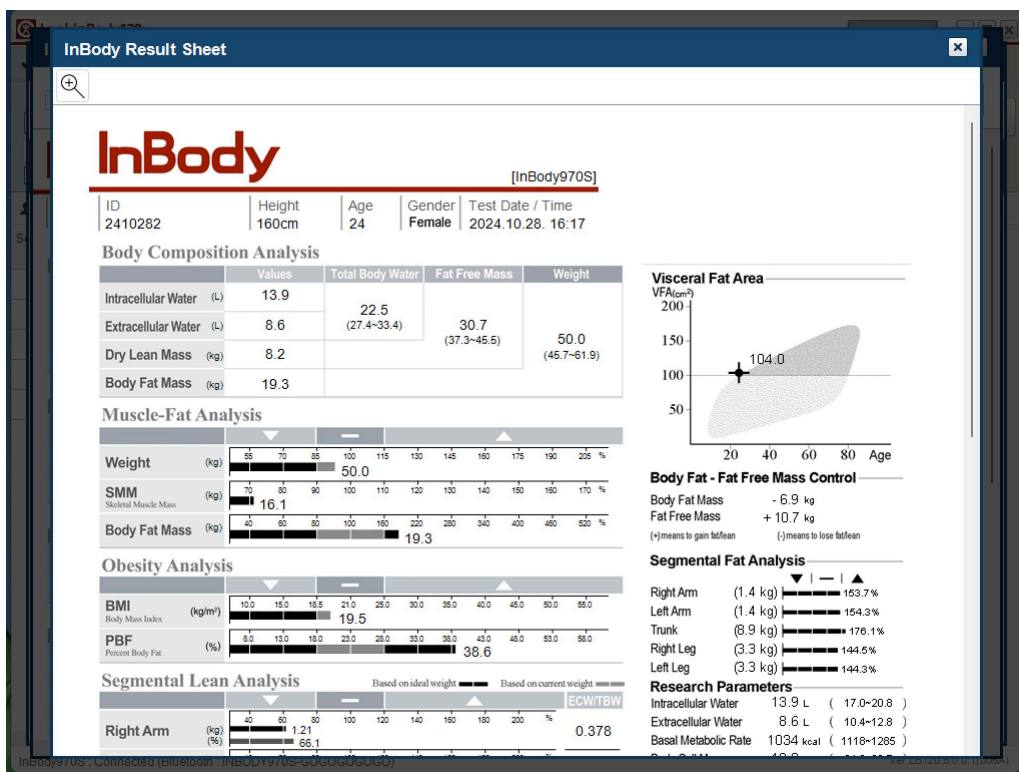 InBody Result Sheet
InBody
[InBody970S]
ID Height Age Gender Test Date / Time
2410282 160cm 24 Female 2024.10.28. 16:17
Body Composition Analysis
Values Total Body Water Fat Free Mass Weight
Intracellular Water (L) 13.9
22.5
(27.4~33.4)
Extracellular Water (L) 8.6
30.7
(37.3~45.5)
50.0
(45.7~61.9)
Dry Lean Mass (kg) 8.2
Body Fat Mass (kg) 19.3
Muscle-Fat Analysis
Weight (kg) 55 70 85 100 115 130 145 160 175 190 205 %
50.0
SMM (kg) 70 80 90 100 110 120 130 140 150 160 170 %
Skeletal Muscle Mass 16.1
Body Fat Mass (kg) 40 60 80 100 160 220 280 340 400 460 520 %
19.3
Obesity Analysis
BMI (kg/m²) 10.0 15.0 18.5 21.0 25.0 30.0 35.0 40.0 45.0 50.0 55.0
Body Mass Index 19.5
PBF (%) 8.0 13.0 18.0 23.0 28.0 33.0 38.0 43.0 48.0 53.0 58.0
Percent Body Fat 38.6
Segmental Lean Analysis Based on ideal weight Based on current weight
ECW/TBW
Right Arm (kg) 40 60 80 100 120 140 160 180 200 %
1.21
(%) 66.1
0.378
Visceral Fat Area
VFA(cm²)
200
150
104.0
100
50
20 40 60 80 Age
Body Fat - Fat Free Mass Control
Body Fat Mass - 6.9 kg
Fat Free Mass + 10.7 kg
(+)means to gain fat/lean (-)means to lose fat/lean
Segmental Fat Analysis
Right Arm (1.4 kg) 153.7%
Left Arm (1.4 kg) 154.3%
Trunk (8.9 kg) 176.1%
Right Leg (3.3 kg) 144.5%
Left Leg (3.3 kg) 144.3%
Research Parameters
Intracellular Water 13.9 L ( 17.0~20.8 )
Extracellular Water 8.6 L ( 10.4~12.8 )
Basal Metabolic Rate 1034 kcal ( 1118~1285 )
InBody970S : Connected (Bluetooth : INBODY970S-GOGOGOGOGO)